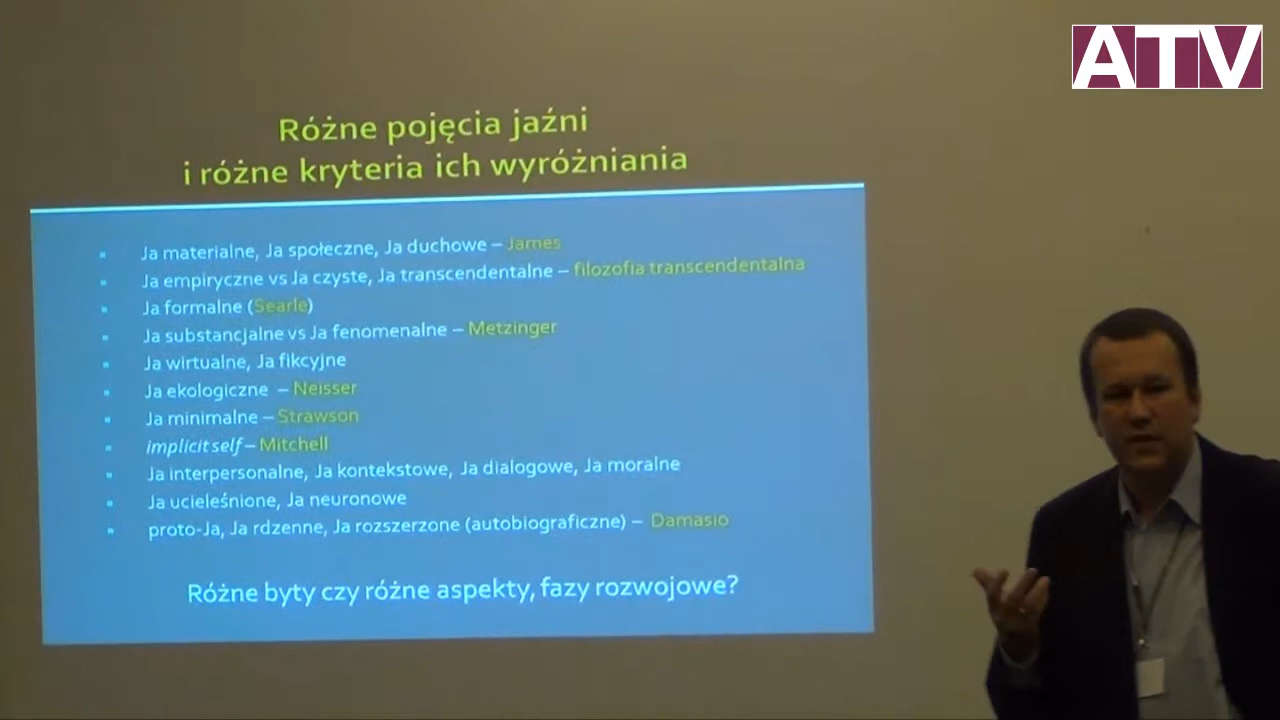 ATV
Różne pojęcia jaźni
i różne kryteria ich wyróżniania
Ja materialne, Ja społeczne, Ja duchowe – James
Ja empiryczne vs Ja czyste, Ja transcendentalne – filozofia transcendentalna
Ja formalne (Searle)
Ja substancjalne vs Ja fenomenalne – Metzinger
Ja wirtualne, Ja fikcyjne
Ja ekologiczne – Neisser
Ja minimalne – Strawson
implicit self – Mitchell
Ja interpersonalne, Ja kontekstowe, Ja dialogowe, Ja moralne
Ja ucieleśnione, Ja neuronowe
proto-Ja, Ja rdzenne, Ja rozszerzone (autobiograficzne) – Damasio
Różne byty czy różne aspekty, fazy rozwojowe?